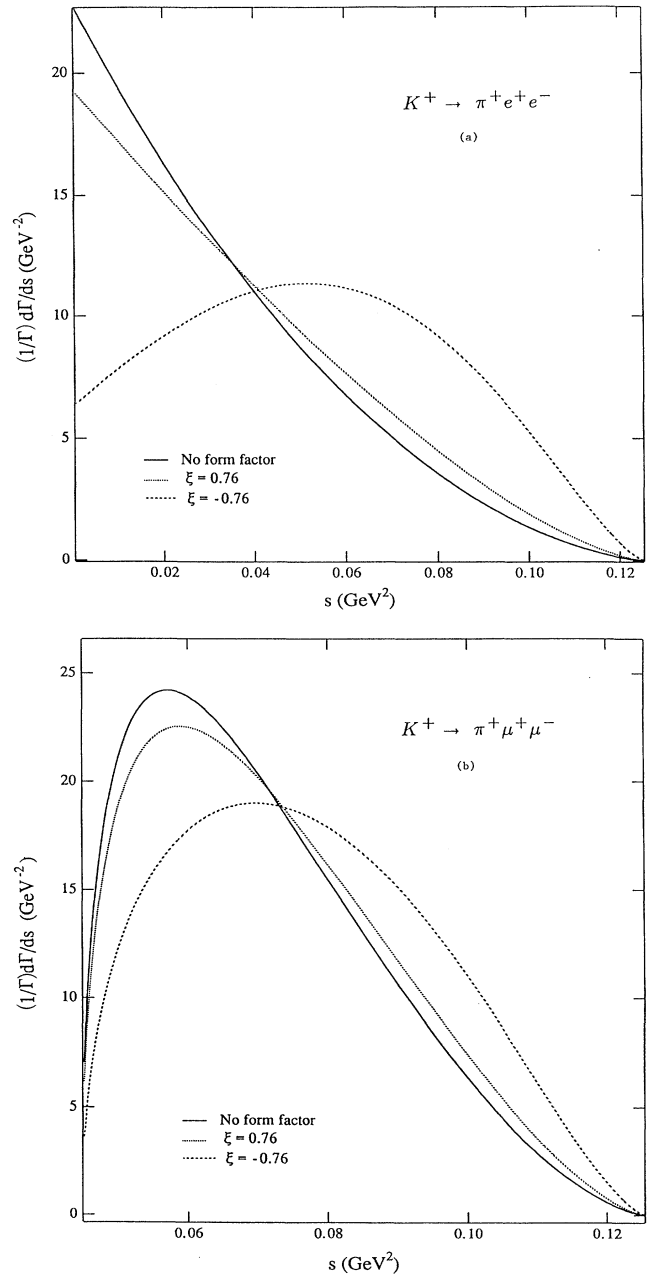 20
15
10
5
0
(1/Γ) dΓ/ds (GeV⁻²)
K⁺ → π⁺e⁺e⁻
(a)
No form factor
ξ = 0.76
ξ = -0.76
0.02 0.04 0.06 0.08 0.10 0.12
s (GeV²)
25
20
15
10
5
0
(1/Γ)dΓ/ds (GeV⁻²)
K⁺ → π⁺μ⁺μ⁻
(b)
No form factor
ξ = 0.76
ξ = -0.76
0.06 0.08 0.10 0.12
s (GeV²)